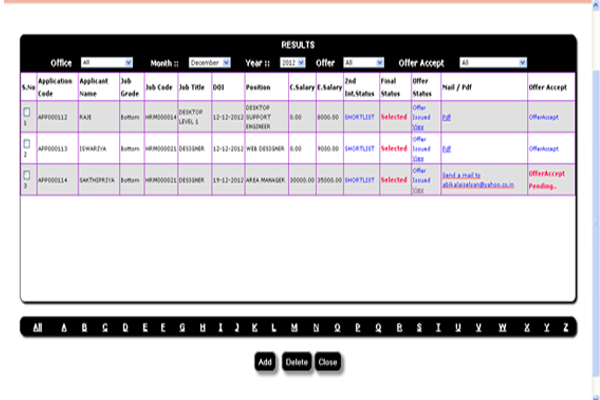 RESULTS
Office All Month :: December Year :: 2012 Offer All Offer Accept All
S.No Application Code Applicant Name Job Grade Job Code Job Title DOI Position C.Salary E.Salary 2nd Int.Status Final Status Offer Status Mail / Pdf Offer Accept
1 APP000112 RAJE Bottom HRM000014 DESKTOP LEVEL 1 12-12-2012 DESKTOP SUPPORT ENGINEER 0.00 8000.00 SHORTLIST Selected Offer Issued View Pdf OfferAccept
2 APP000113 ISWARIYA Bottom HRM000021 DESIGNER 12-12-2012 WEB DESIGNER 0.00 9000.00 SHORTLIST Selected Offer Issued View Pdf OfferAccept
3 APP000114 SAKTHIPRIYA Bottom HRM000021 DESIGNER 19-12-2012 AREA MANAGER 30000.00 35000.00 SHORTLIST Selected Offer Issued View Send a mail to abikalaiselvan@yahoo.co.in OfferAccept Pending..
All A B C D E F G H I J K L M N O P Q R S T U V W X Y Z
Add Delete Close